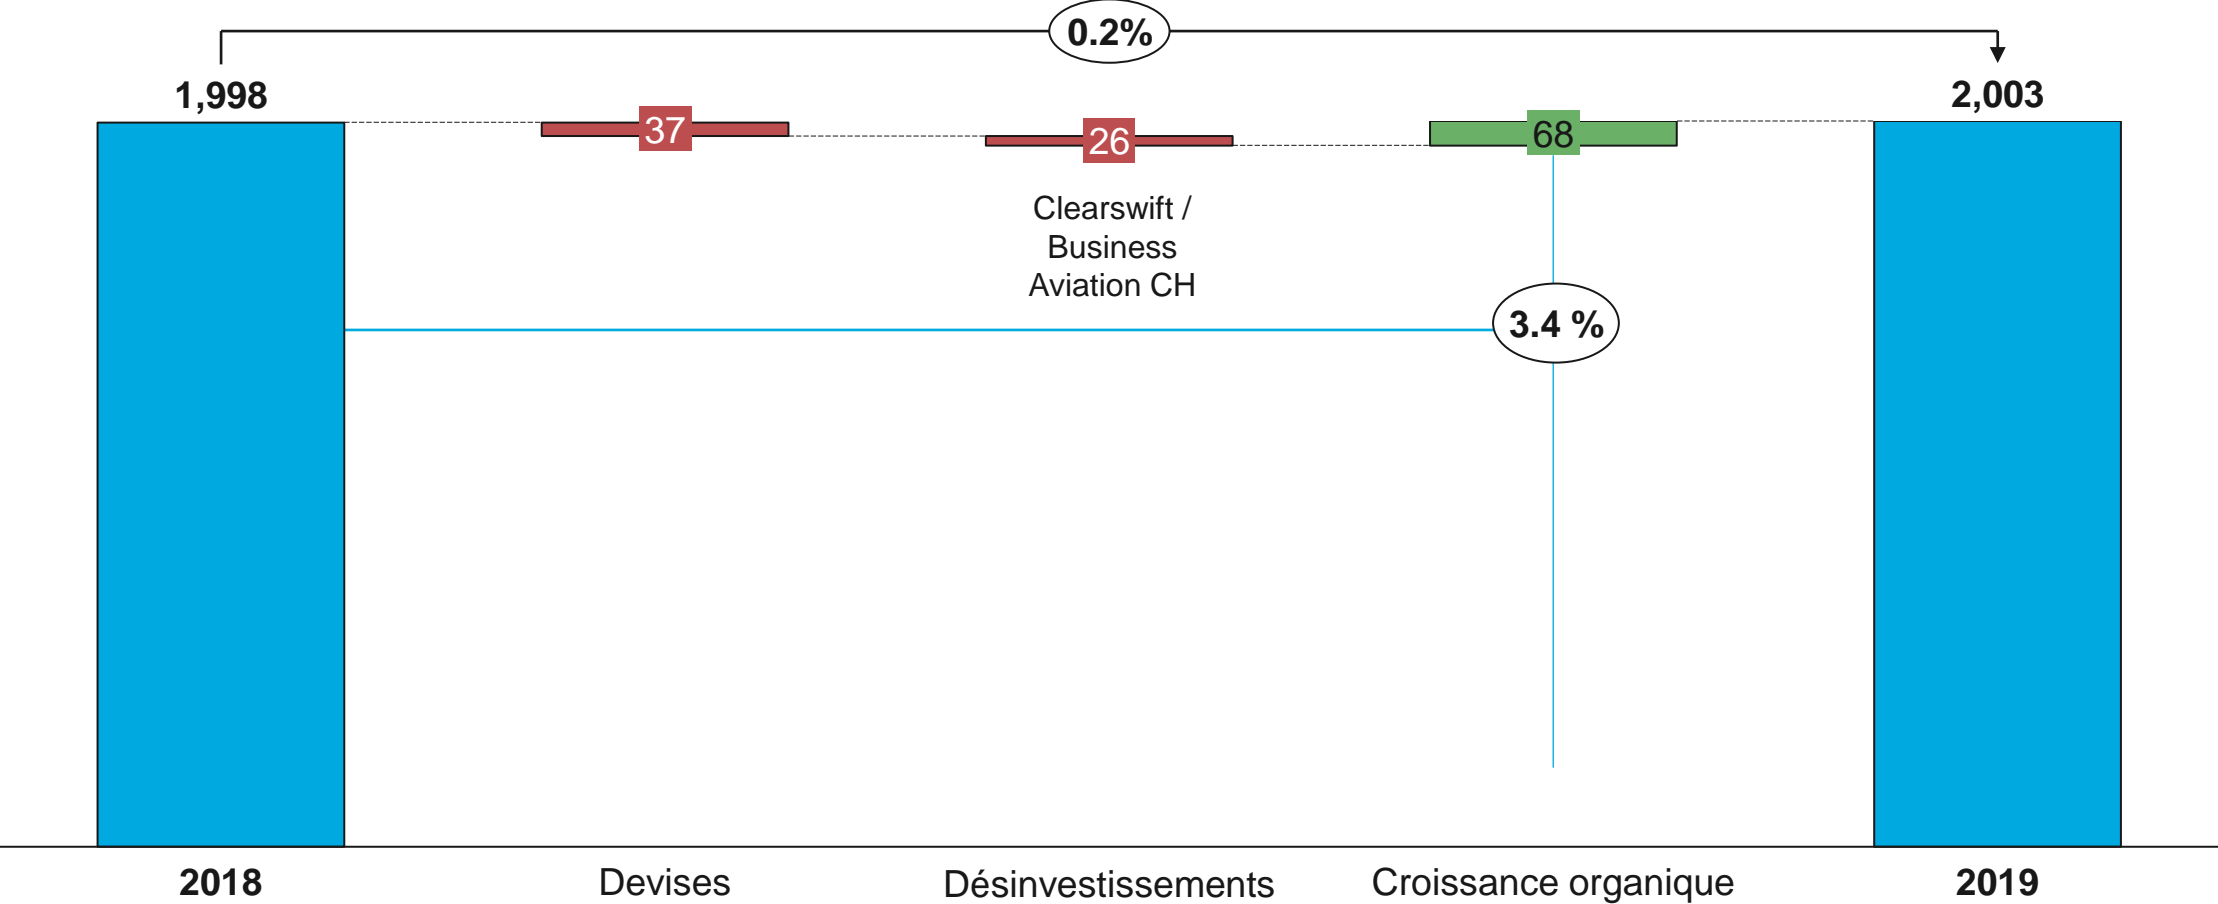 0.2%
1,998
2,003
37
26
68
Clearswift /
Business
Aviation CH
3.4 %
2018
Devises
Désinvestissements
Croissance organique
2019